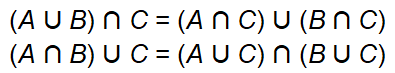 (A ∪ B) ∩ C = (A ∩ C) ∪ (B ∩ C)
(A ∩ B) ∪ C = (A ∪ C) ∩ (B ∪ C)